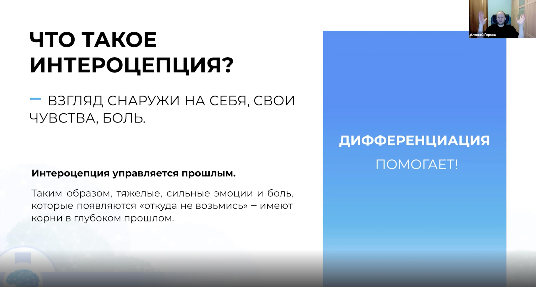 ЧТО ТАКОЕ
ИНТЕРОЦЕПЦИЯ?
– ВЗГЛЯД СНАРУЖИ НА СЕБЯ, СВОИ
ЧУВСТВА, БОЛЬ.
Интероцепция управляется прошлым.
Таким образом, тяжелые, сильные эмоции и боль,
которые появляются «откуда не возьмись» – имеют
корни в глубоком прошлом.
ДИФФЕРЕНЦИАЦИЯ
ПОМОГАЕТ!